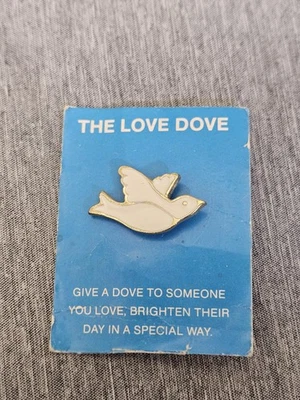 THE LOVE DOVE
GIVE A DOVE TO SOMEONE
YOU LOVE, BRIGHTEN THEIR
DAY IN A SPECIAL WAY.